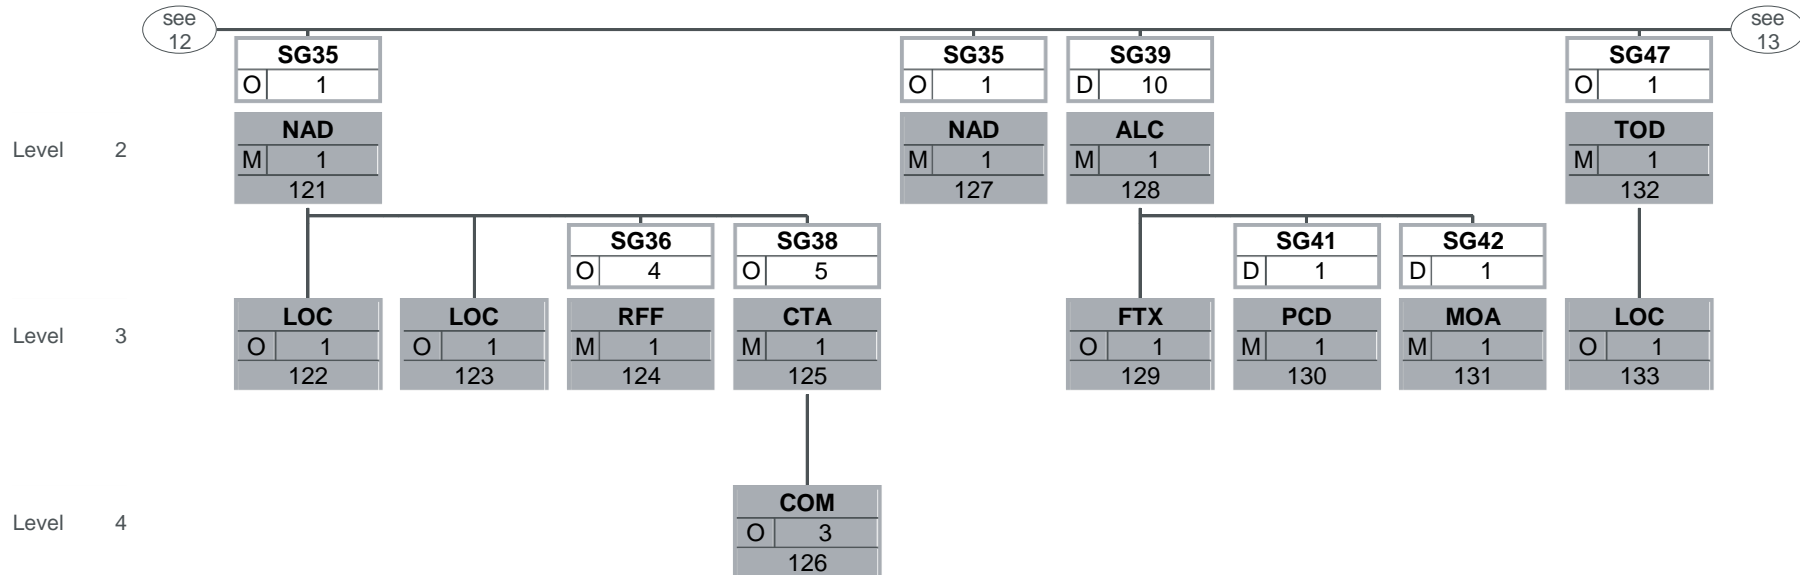 see
12
see
13
SG35
O 1
SG35
O 1
SG39
D 10
SG47
O 1
Level 2
NAD
M 1
121
NAD
M 1
127
ALC
M 1
128
TOD
M 1
132
SG36
O 4
SG38
O 5
SG41
D 1
SG42
D 1
Level 3
LOC
O 1
122
LOC
O 1
123
RFF
M 1
124
CTA
M 1
125
FTX
O 1
129
PCD
M 1
130
MOA
M 1
131
LOC
O 1
133
Level 4
COM
O 3
126